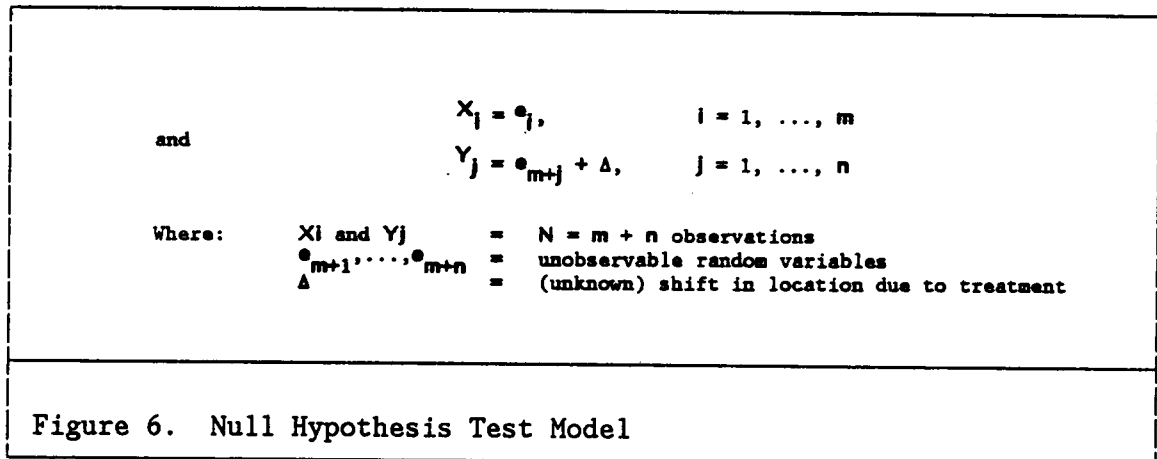 Xi = ei, i = 1, ..., m
and
Yj = em+j + Δ, j = 1, ..., n
Where: Xi and Yj = N = m + n observations
em+1,...,em+n = unobservable random variables
Δ = (unknown) shift in location due to treatment
Figure 6. Null Hypothesis Test Model